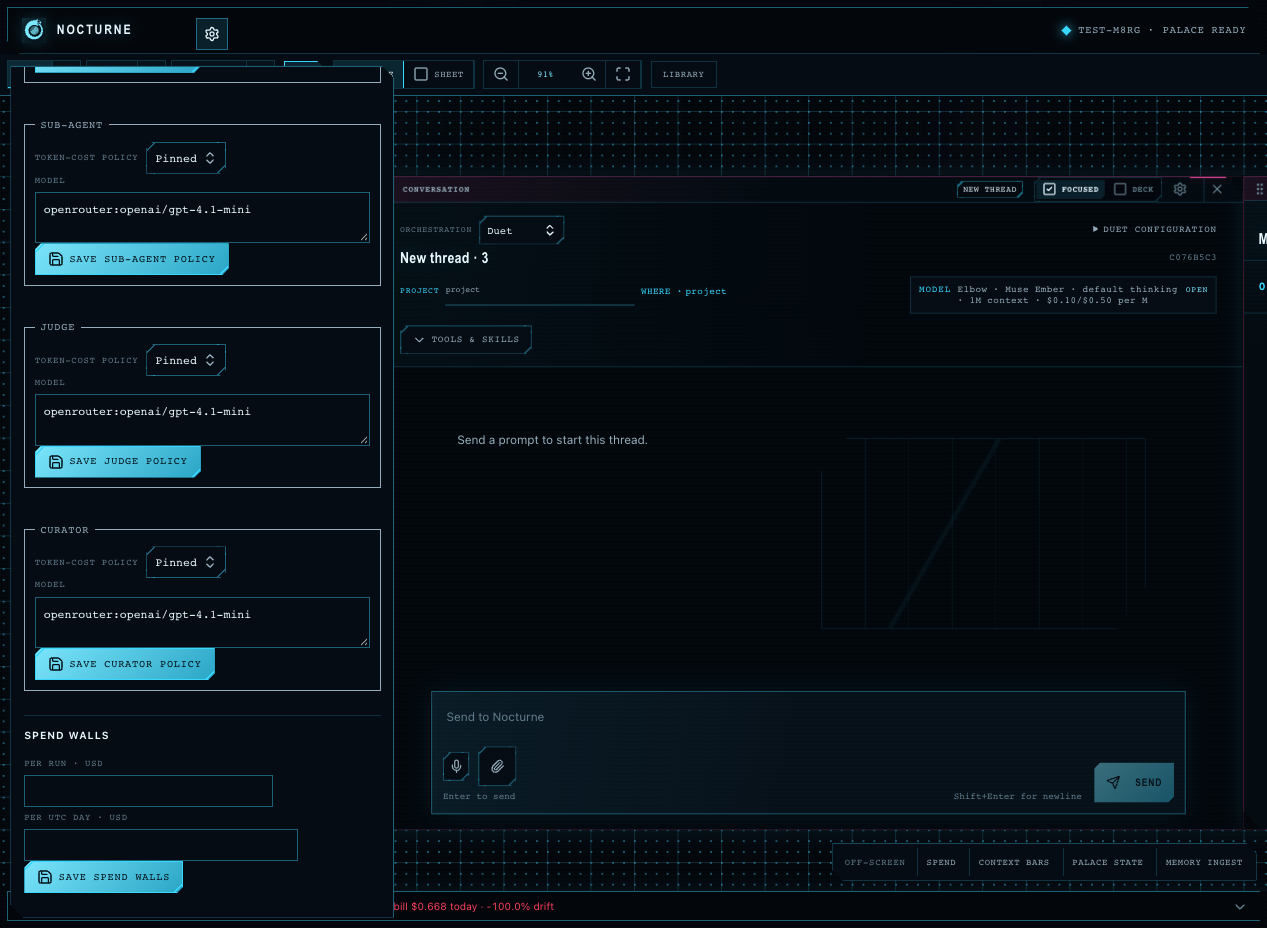 NOCTURNE
TEST-M8RG · PALACE READY
SHEET
91%
LIBRARY
SUB-AGENT
TOKEN-COST POLICY
Pinned
MODEL
openrouter:openai/gpt-4.1-mini
SAVE SUB-AGENT POLICY
JUDGE
TOKEN-COST POLICY
Pinned
MODEL
openrouter:openai/gpt-4.1-mini
SAVE JUDGE POLICY
CURATOR
TOKEN-COST POLICY
Pinned
MODEL
openrouter:openai/gpt-4.1-mini
SAVE CURATOR POLICY
SPEND WALLS
PER RUN · USD
PER UTC DAY · USD
SAVE SPEND WALLS
CONVERSATION
NEW THREAD
FOCUSED
DECK
ORCHESTRATION
Duet
DUET CONFIGURATION
New thread · 3
C076B5C3
PROJECT project
WHERE · project
MODEL Elbow · Muse Ember · default thinking OPEN
· 1M context · $0.10/$0.50 per M
TOOLS & SKILLS
Send a prompt to start this thread.
Send to Nocturne
Enter to send
Shift+Enter for newline
SEND
OFF-SCREEN
SPEND
CONTEXT BARS
PALACE STATE
MEMORY INGEST
bill $0.668 today · -100.0% drift